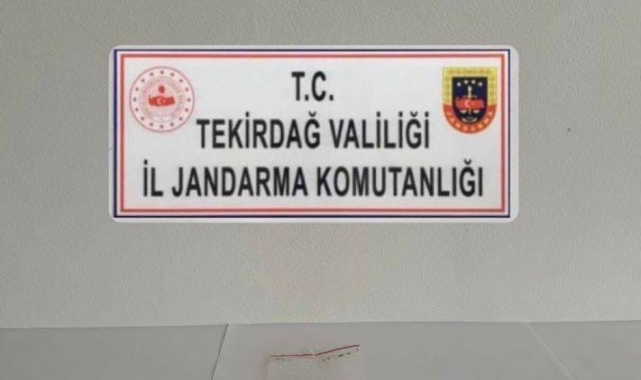 T.C.
TEKİRDAĞ VALİLİĞİ
İL JANDARMA KOMUTANLIĞI